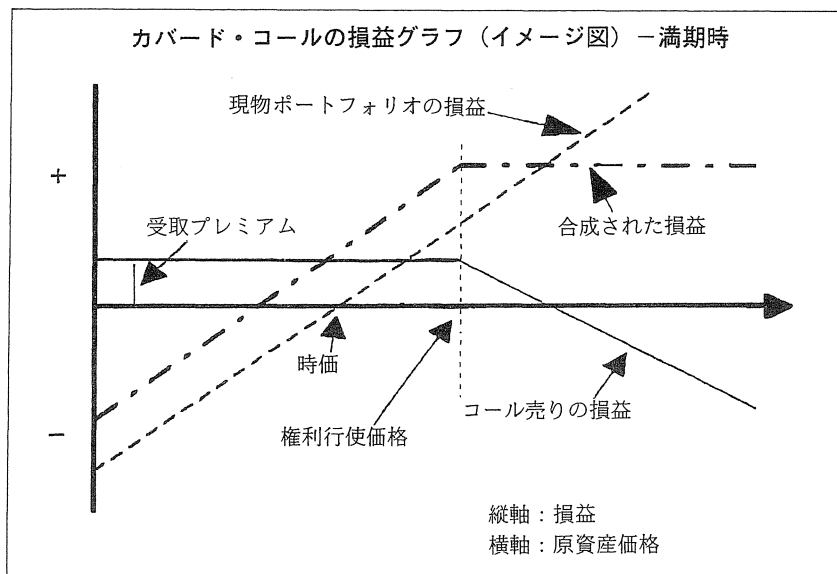 カバード・コールの損益グラフ（イメージ図）－満期時
現物ポートフォリオの損益
＋
受取プレミアム
合成された損益
時価
－
権利行使価格
コール売りの損益
縦軸：損益
横軸：原資産価格